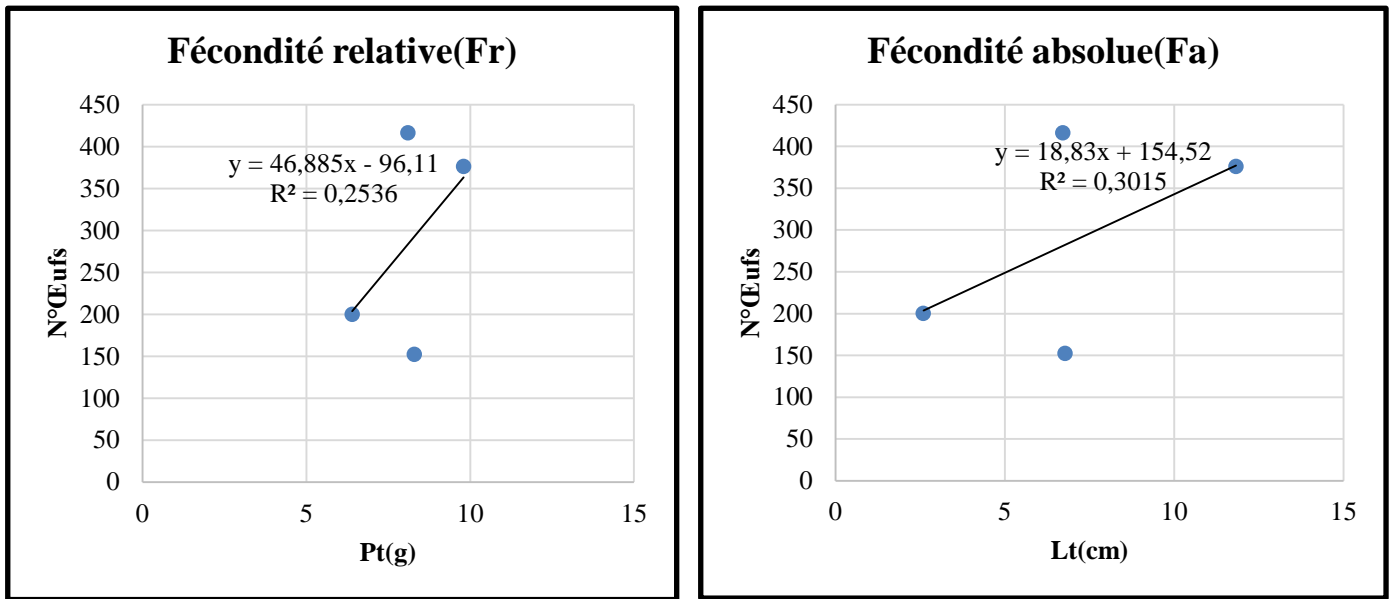 Fécondité relative(Fr)
450
400
350
300
250
200
150
100
50
0
N°Œufs
y = 46,885x - 96,11
R² = 0,2536
0 5 10 15
Pt(g)
Fécondité absolue(Fa)
450
400
350
300
250
200
150
100
50
0
N°Œufs
y = 18,83x + 154,52
R² = 0,3015
0 5 10 15
Lt(cm)